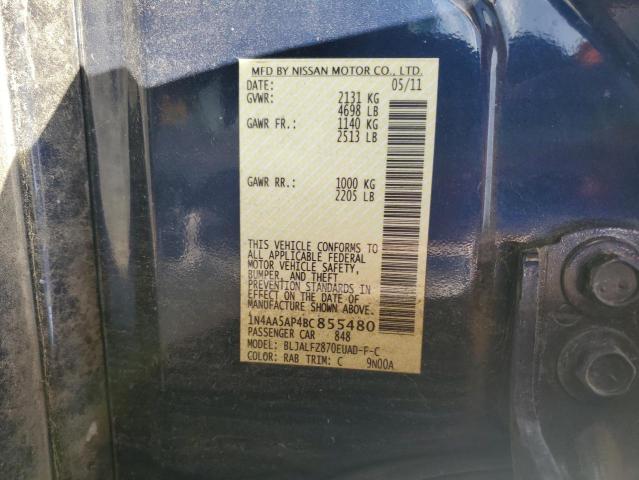 MFD BY NISSAN MOTOR CO., LTD.
DATE: 05/11
GVWR: 2131 KG
4698 LB
GAWR FR.: 1140 KG
2513 LB
GAWR RR.: 1000 KG
2205 LB
THIS VEHICLE CONFORMS TO
ALL APPLICABLE FEDERAL
MOTOR VEHICLE SAFETY,
BUMPER, AND THEFT
PREVENTION STANDARDS IN
EFFECT ON THE DATE OF
MANUFACTURE SHOWN ABOVE.
1N4AA5AP4BC855480
PASSENGER CAR 848
MODEL: BLJALFZ870EUAD-F-C
COLOR: RAB TRIM: C 9N00A